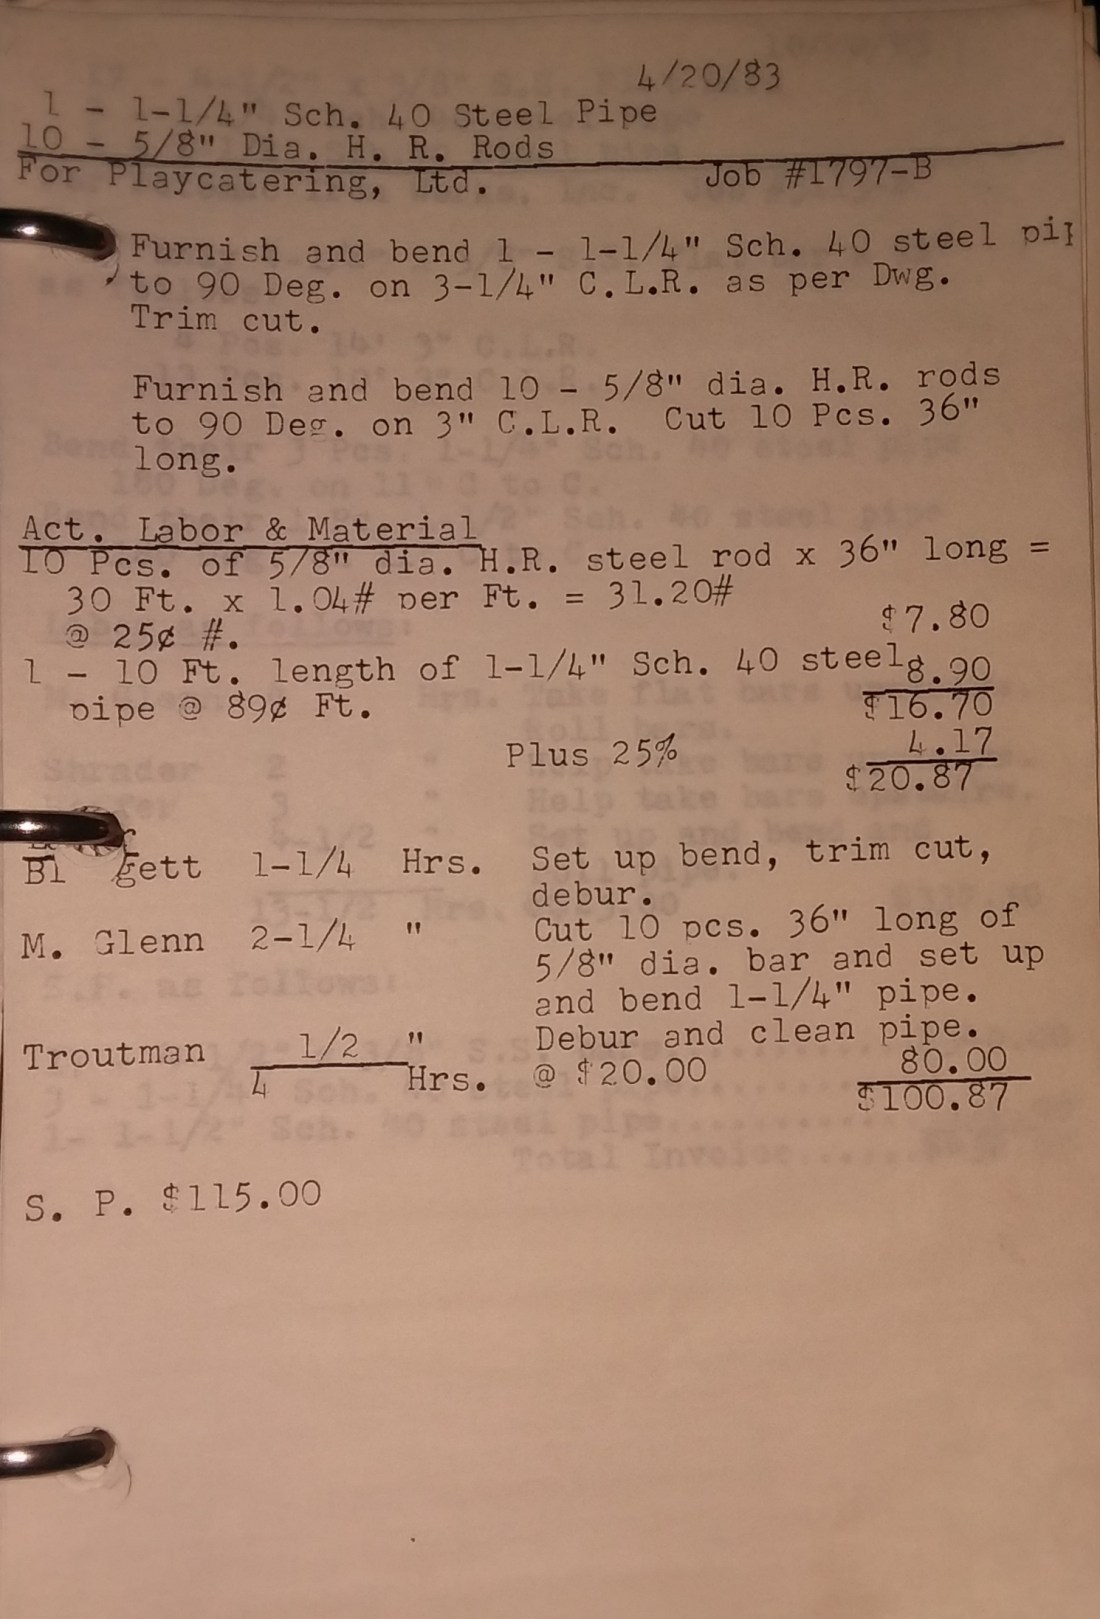 4/20/83
1 - 1-1/4" Sch. 40 Steel Pipe
10 - 5/8" Dia. H. R. Rods
For Playcatering, Ltd. Job #1797-B
Furnish and bend 1 - 1-1/4" Sch. 40 steel
to 90 Deg. on 3-1/4" C.L.R. as per Dwg.
Trim cut.
Furnish and bend 10 - 5/8" dia. H.R. rods
to 90 Deg. on 3" C.L.R. Cut 10 Pcs. 36"
long.
Act. Labor & Material
10 Pcs. of 5/8" dia. H.R. steel rod x 36" long =
30 Ft. x 1.04# per Ft. = 31.20#
@ 25¢ #. $7.80
1 - 10 Ft. length of 1-1/4" Sch. 40 steel
pipe @ 89¢ Ft. 8.90
$16.70
Plus 25% 4.17
$20.87
gett 1-1/4 Hrs. Set up bend, trim cut,
debur.
M. Glenn 2-1/4 " Cut 10 pcs. 36" long of
5/8" dia. bar and set up
and bend 1-1/4" pipe.
Troutman 1/2 " Debur and clean pipe.
4 Hrs. @ $20.00 80.00
$100.87
S. P. $115.00